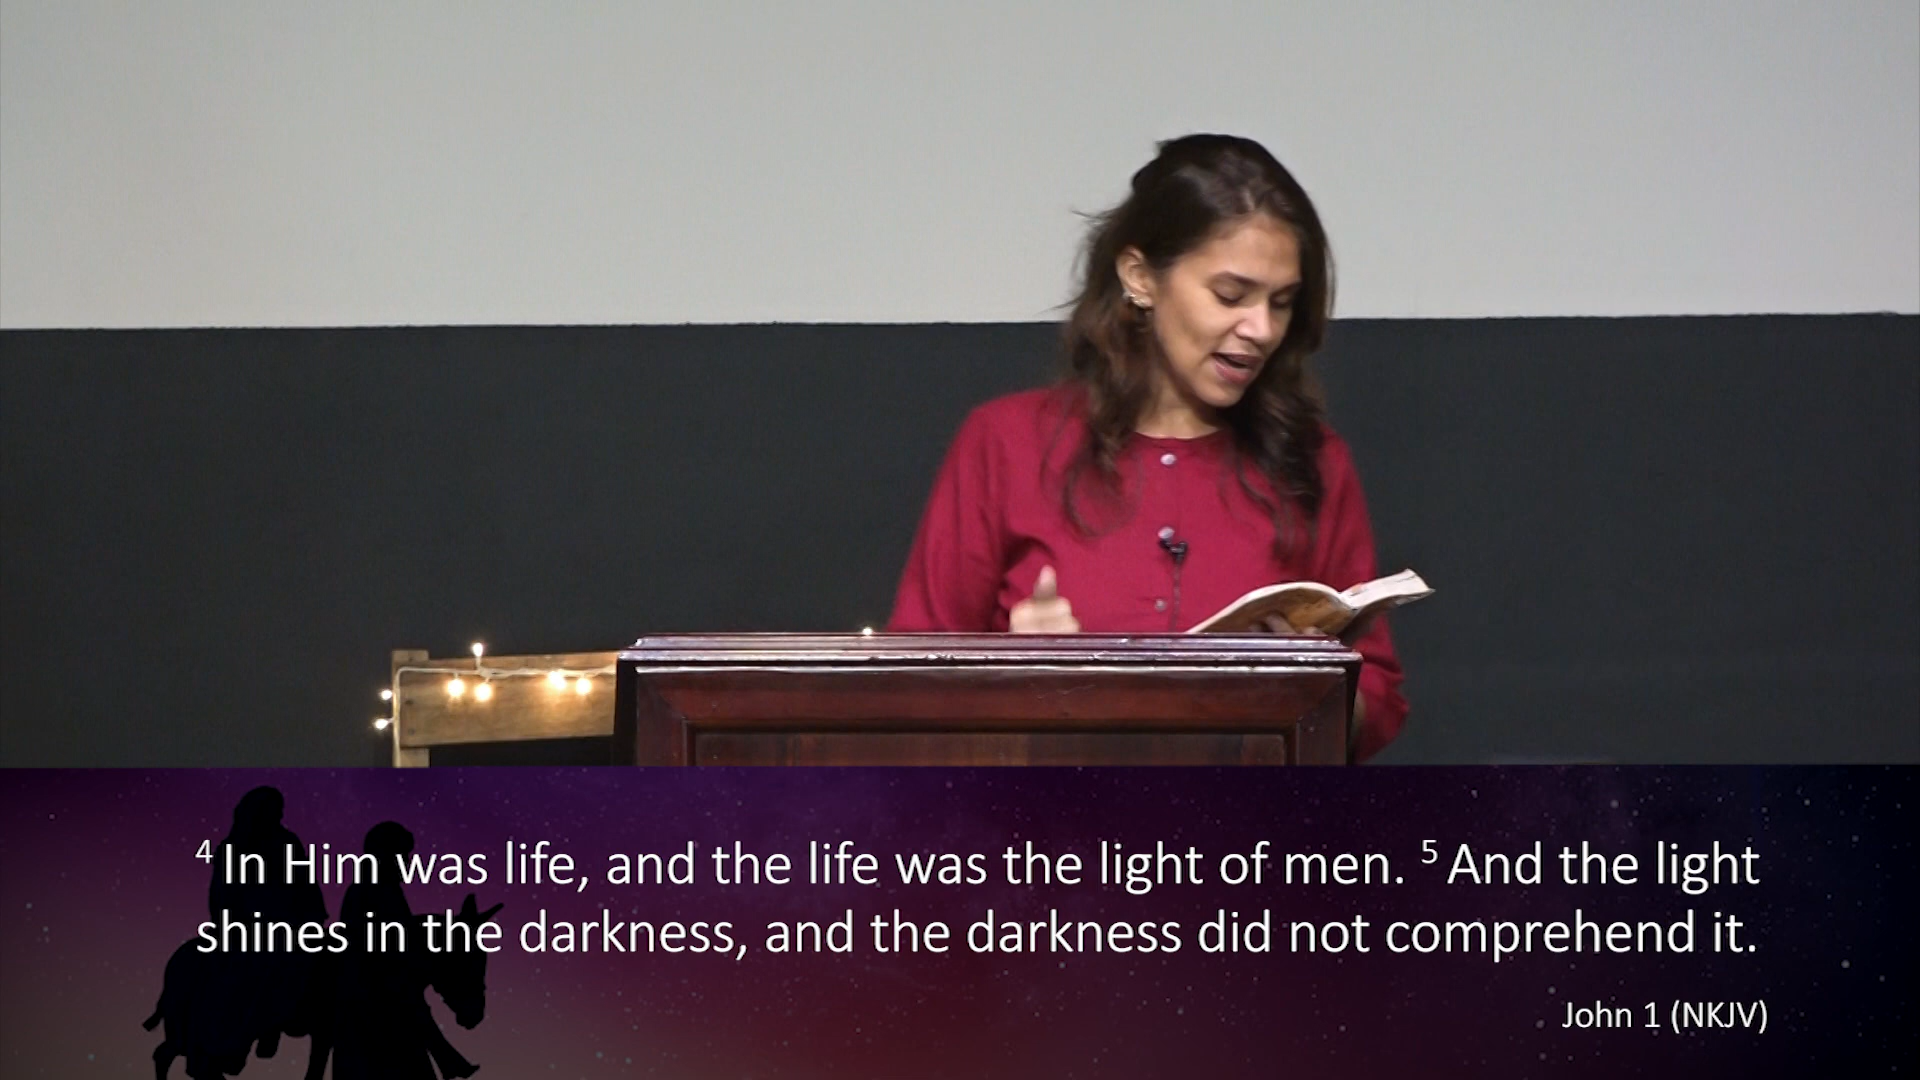 4 In Him was life, and the life was the light of men. 5 And the light
shines in the darkness, and the darkness did not comprehend it.
John 1 (NKJV)